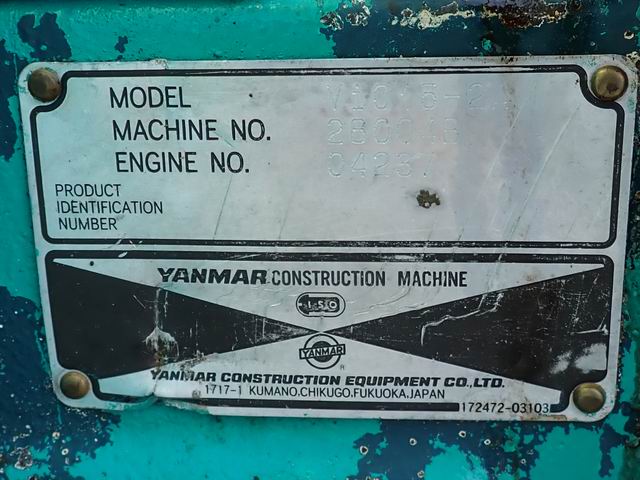 MODEL
MACHINE NO.
ENGINE NO.
PRODUCT
IDENTIFICATION
NUMBER
YANMAR CONSTRUCTION MACHINE
YANMAR
YANMAR CONSTRUCTION EQUIPMENT CO., LTD.
1717-1 KUMANO.CHIKUGO.FUKUOKA.JAPAN
172472-03103